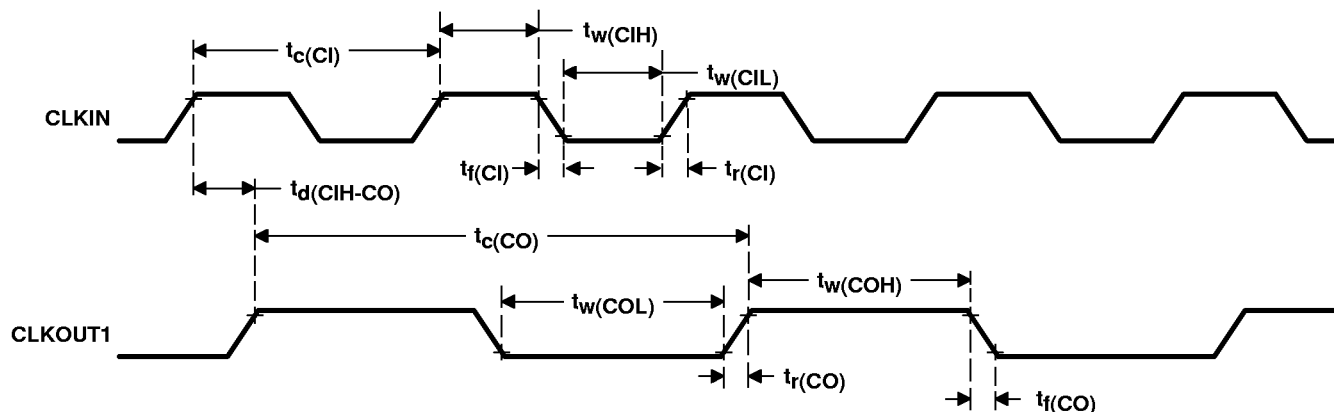 tw(CIH)
tc(CI)
tw(CIL)
CLKIN
tf(CI)
tr(CI)
td(CIH-CO)
tc(CO)
tw(COH)
tw(COL)
CLKOUT1
tr(CO)
tf(CO)